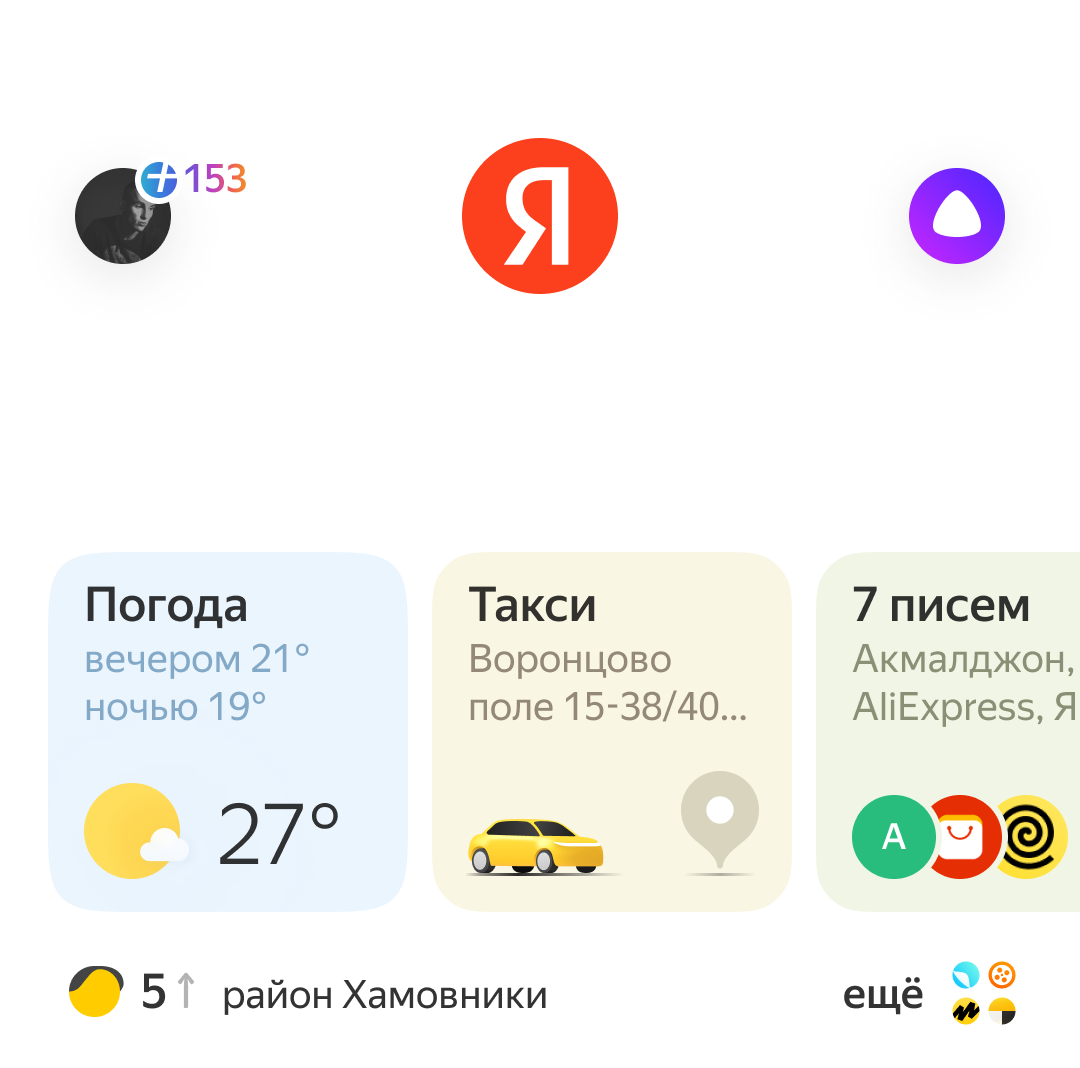 153
Я
Погода
вечером 21°
ночью 19°
27°
Такси
Воронцово
поле 15-38/40...
7 писем
Акмалджон,
AliExpress, Я
A
5↑ район Хамовники
ещё